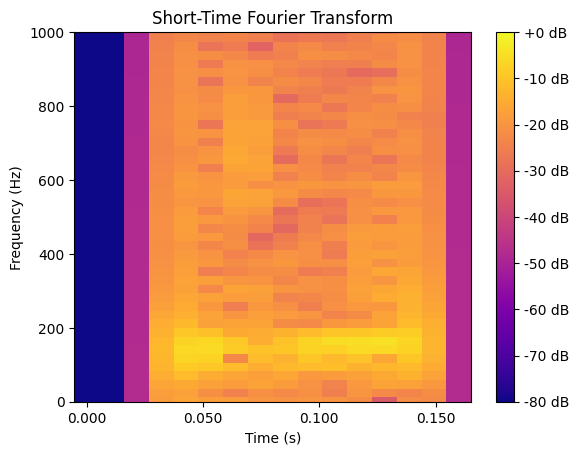 Short-Time Fourier Transform
1000
800
600
400
200
0
Frequency (Hz)
0.000
0.050
0.100
0.150
Time (s)
+0 dB
-10 dB
-20 dB
-30 dB
-40 dB
-50 dB
-60 dB
-70 dB
-80 dB